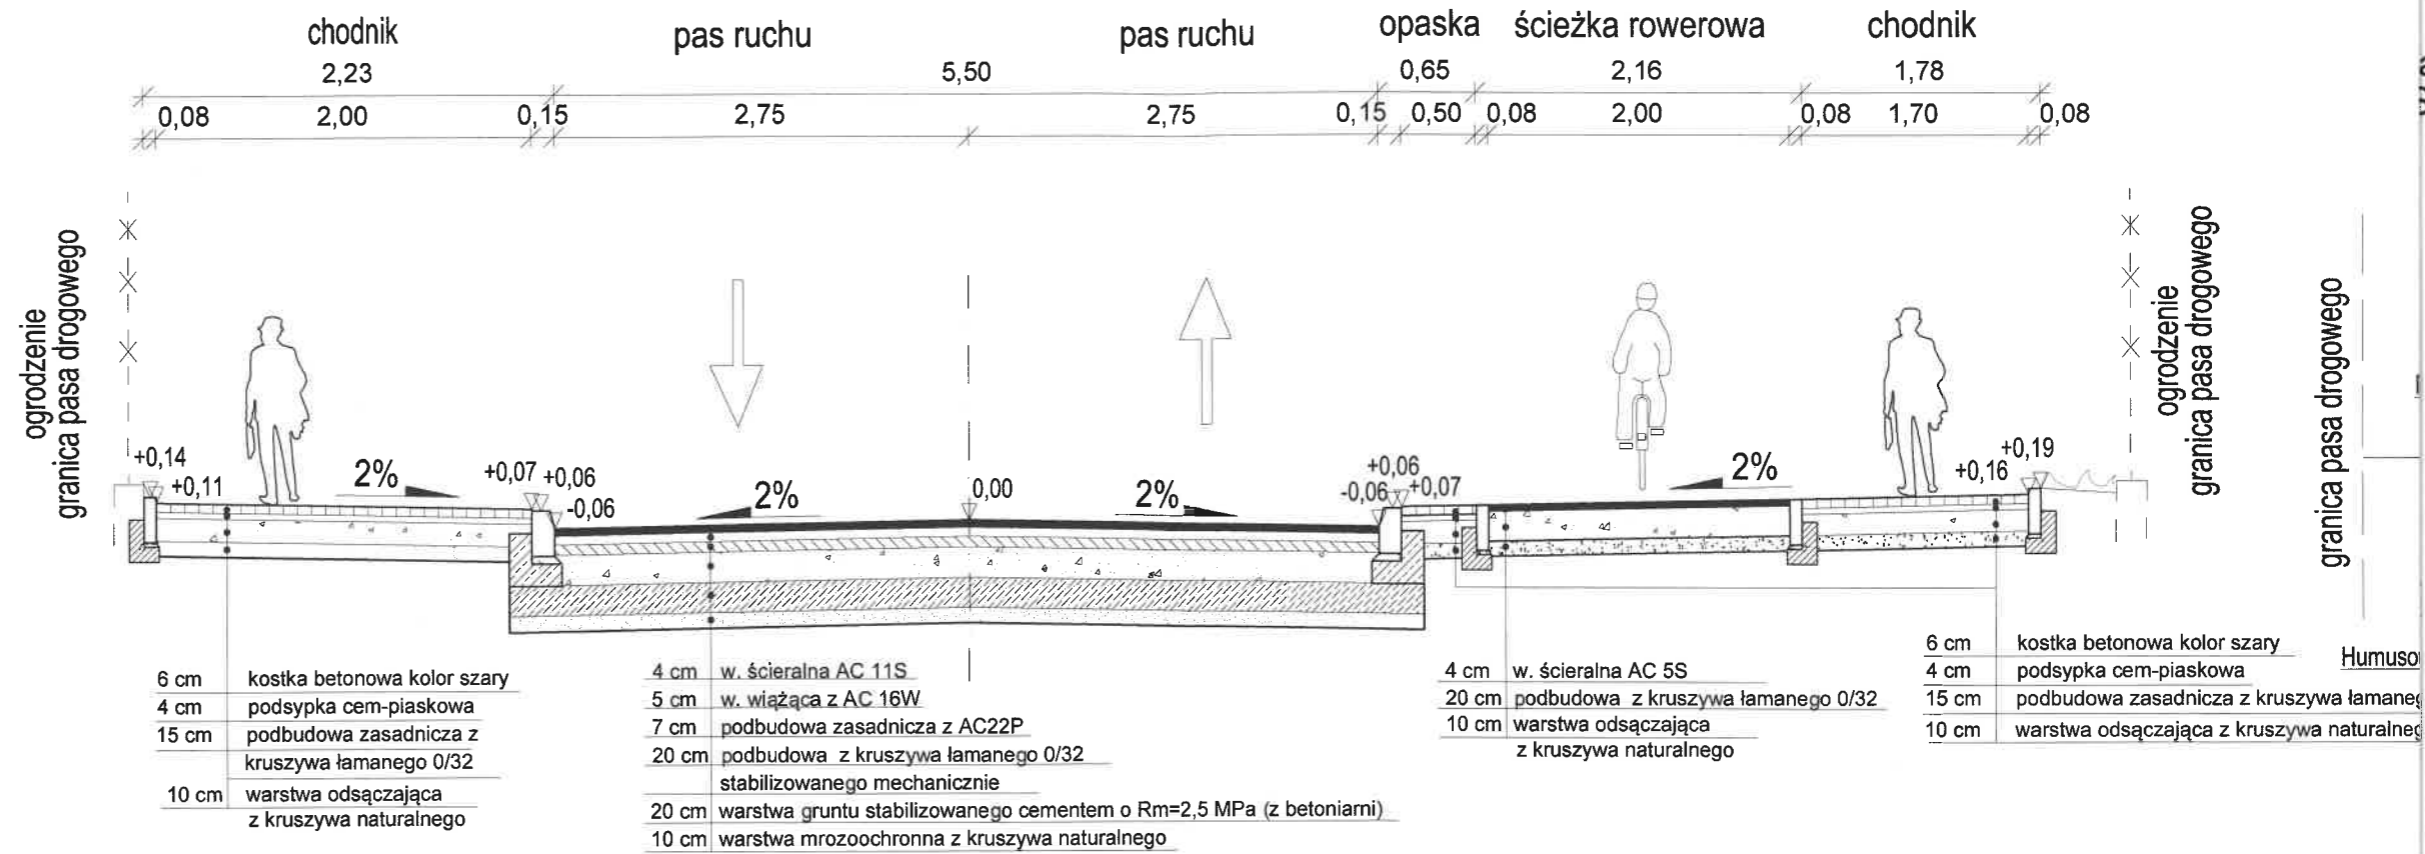 chodnik
pas ruchu
pas ruchu
opaska
ścieżka rowerowa
chodnik
2,23
5,50
0,65
2,16
1,78
0,08
2,00
0,15
2,75
2,75
0,15
0,50
0,08
2,00
0,08
1,70
0,08
ogrodzenie
granica pasa drogowego
ogrodzenie
granica pasa drogowego
granica pasa drogowego
+0,14
+0,11
2%
+0,07
+0,06
-0,06
2%
0,00
2%
+0,06
-0,06
+0,07
2%
+0,16
+0,19
6 cm kostka betonowa kolor szary
4 cm podsypka cem-piaskowa
15 cm podbudowa zasadnicza z
kruszywa łamanego 0/32
10 cm warstwa odsączająca
z kruszywa naturalnego
4 cm w. ścieralna AC 11S
5 cm w. wiążąca z AC 16W
7 cm podbudowa zasadnicza z AC22P
20 cm podbudowa z kruszywa łamanego 0/32
stabilizowanego mechanicznie
20 cm warstwa gruntu stabilizowanego cementem o Rm=2,5 MPa (z betoniarni)
10 cm warstwa mrozoochronna z kruszywa naturalnego
4 cm w. ścieralna AC 5S
20 cm podbudowa z kruszywa łamanego 0/32
10 cm warstwa odsączająca
z kruszywa naturalnego
6 cm kostka betonowa kolor szary
4 cm podsypka cem-piaskowa
15 cm podbudowa zasadnicza z kruszywa łamaneg
10 cm warstwa odsączająca z kruszywa naturalneg
Humuso